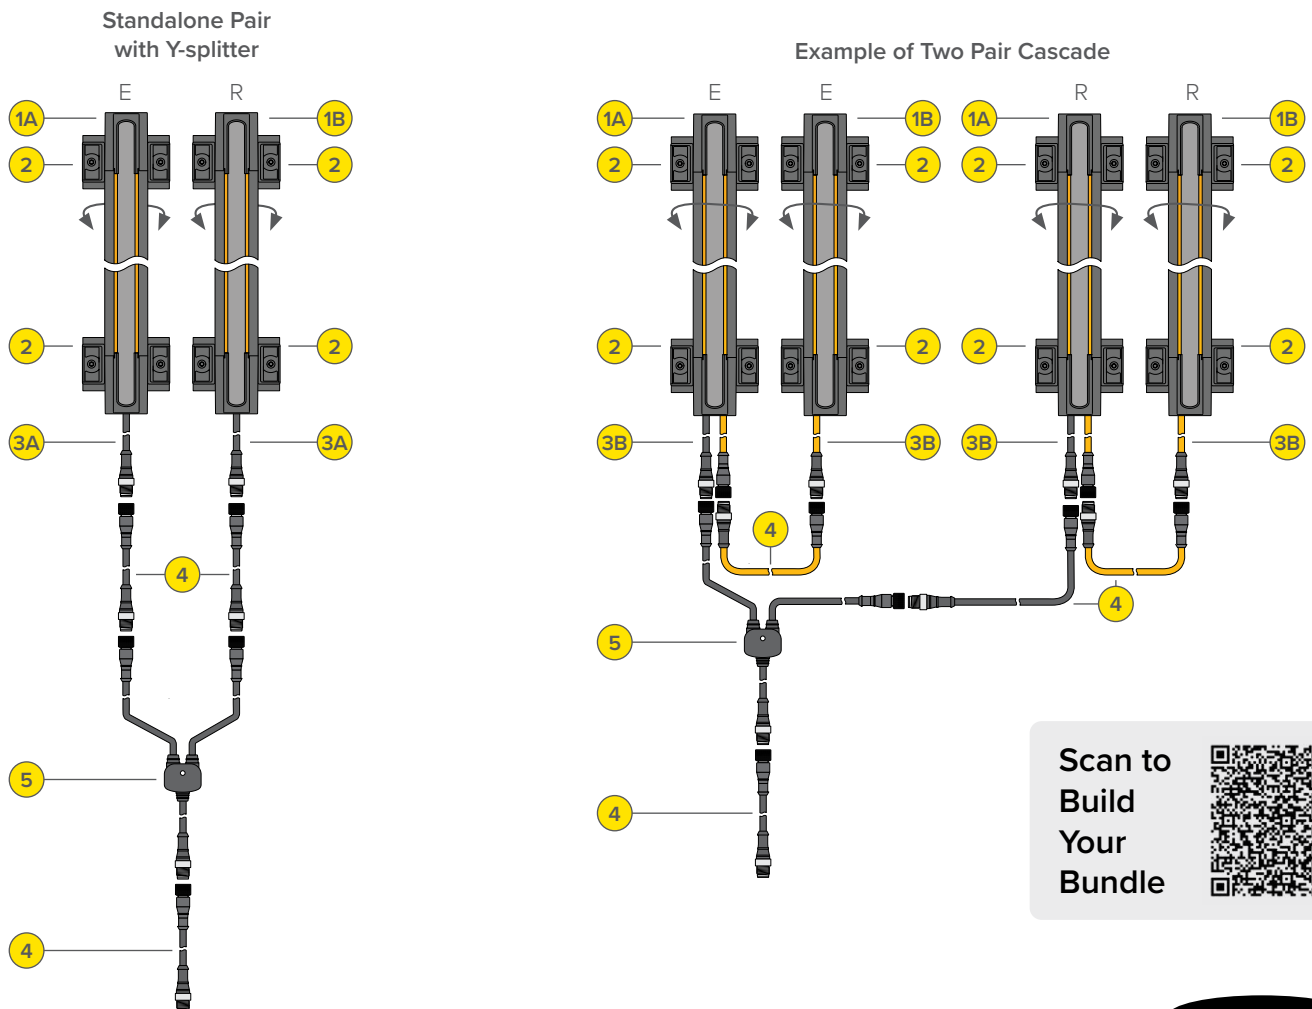 Standalone Pair
with Y-splitter
E R
1A 1B
2 2
2 2
3A 3A
4
5
4
Example of Two Pair Cascade
E E R R
1A 1B 1A 1B
2 2 2 2
2 2 2 2
3B 3B 3B 3B
4
4
5
4
Scan to
Build
Your
Bundle